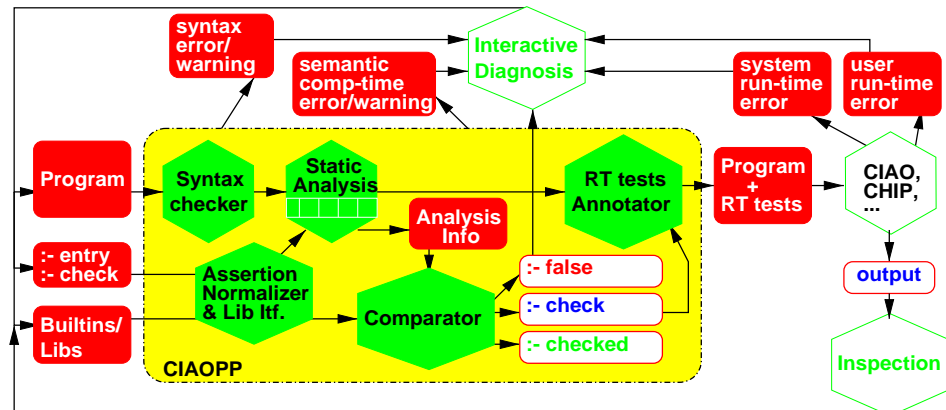 syntax
error/
warning
semantic
comp-time
error/warning
Interactive
Diagnosis
system
run-time
error
user
run-time
error
Program
Syntax
checker
Static
Analysis
RT tests
Annotator
Program
+
RT tests
CIAO,
CHIP,
...
Analysis
Info
:- entry
:- check
Assertion
Normalizer
& Lib Itf.
:- false
output
Builtins/
Libs
Comparator
:- check
:- checked
CIAOPP
Inspection